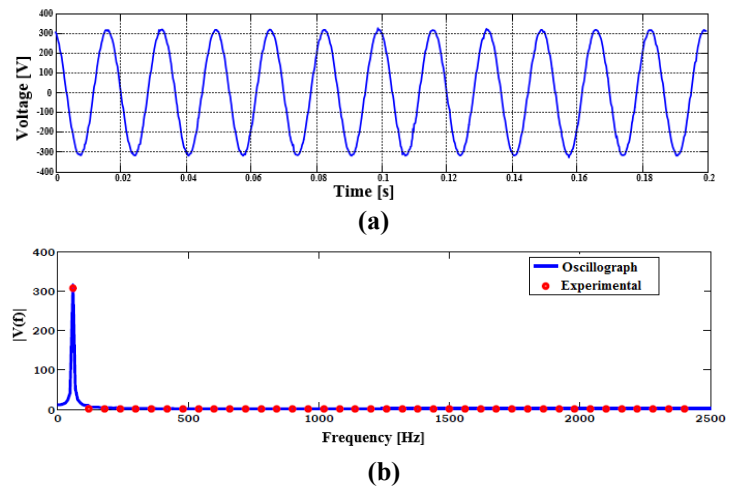 400
300
200
100
0
-100
-200
-300
-400
Voltage [V]
0 0.02 0.04 0.06 0.08 0.1 0.12 0.14 0.16 0.18 0.2
Time [s]
(a)
400
300
200
100
0
|V(f)|
Oscillograph
Experimental
0 500 1000 1500 2000 2500
Frequency [Hz]
(b)